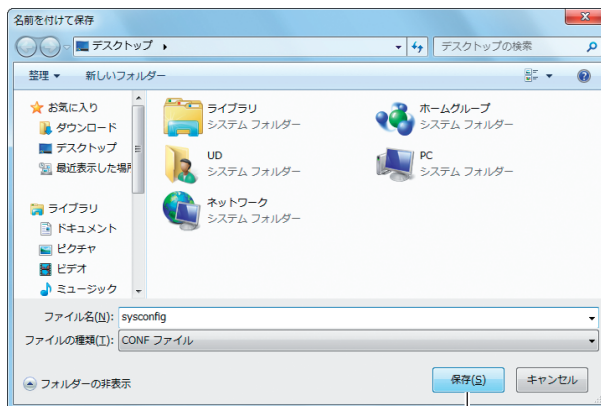 名前を付けて保存
デスクトップ
デスクトップの検索
整理 新しいフォルダー
お気に入り
ダウンロード
デスクトップ
最近表示した場所
ライブラリ
ドキュメント
ピクチャ
ビデオ
ミュージック
ライブラリ
システム フォルダー
ホームグループ
システム フォルダー
UD
システム フォルダー
PC
システム フォルダー
ネットワーク
システム フォルダー
ファイル名(N): sysconfig
ファイルの種類(T): CONF ファイル
フォルダーの非表示
保存(S) キャンセル